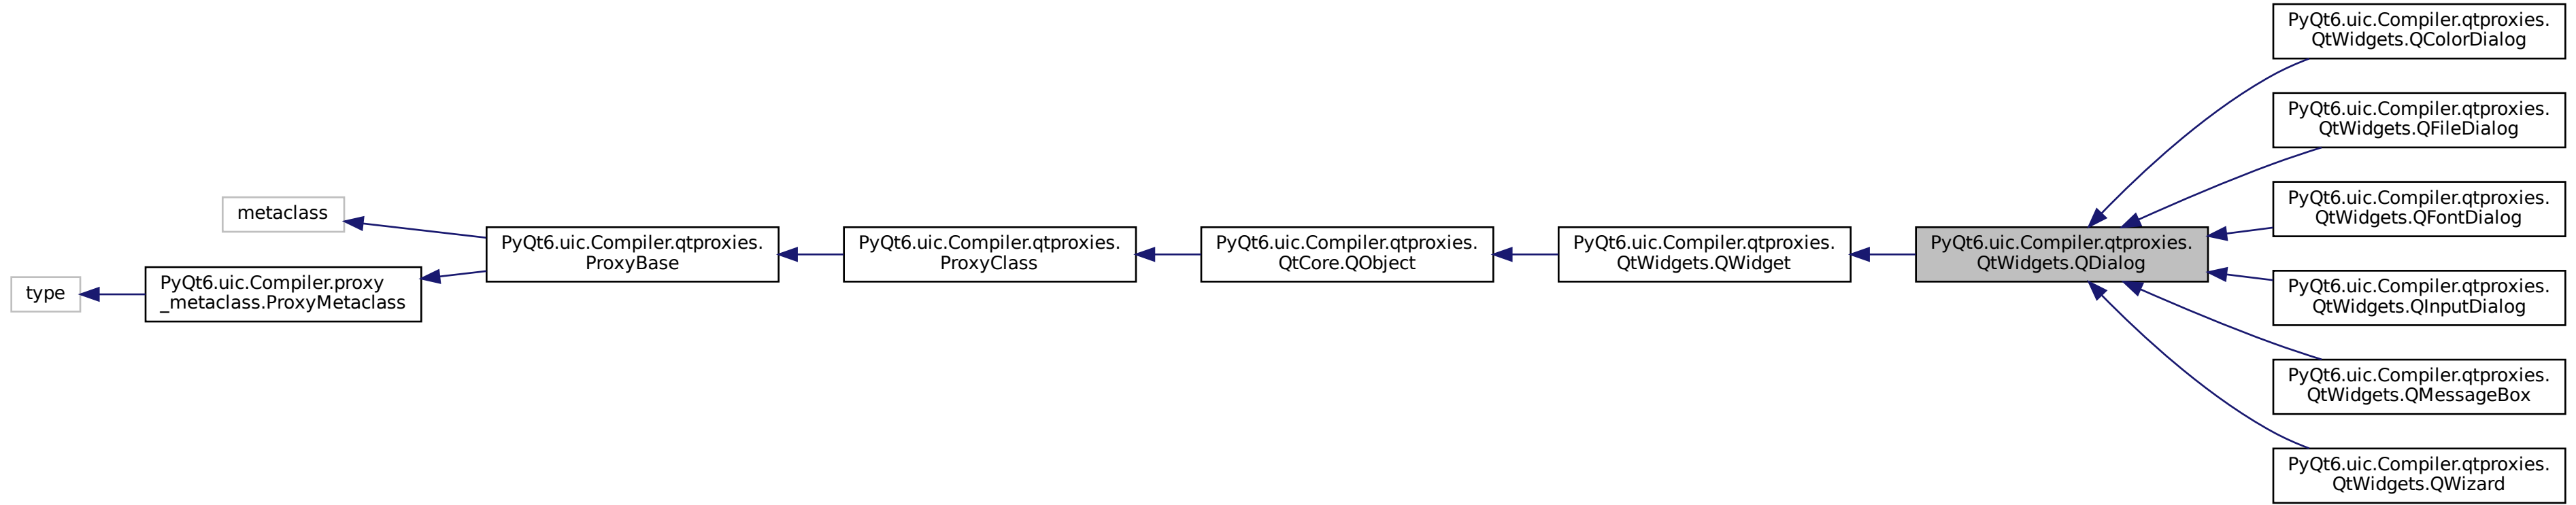 type
metaclass
PyQt6.uic.Compiler.proxy
_metaclass.ProxyMetaclass
PyQt6.uic.Compiler.qtproxies.
ProxyBase
PyQt6.uic.Compiler.qtproxies.
ProxyClass
PyQt6.uic.Compiler.qtproxies.
QtCore.QObject
PyQt6.uic.Compiler.qtproxies.
QtWidgets.QWidget
PyQt6.uic.Compiler.qtproxies.
QtWidgets.QDialog
PyQt6.uic.Compiler.qtproxies.
QtWidgets.QColorDialog
PyQt6.uic.Compiler.qtproxies.
QtWidgets.QFileDialog
PyQt6.uic.Compiler.qtproxies.
QtWidgets.QFontDialog
PyQt6.uic.Compiler.qtproxies.
QtWidgets.QInputDialog
PyQt6.uic.Compiler.qtproxies.
QtWidgets.QMessageBox
PyQt6.uic.Compiler.qtproxies.
QtWidgets.QWizard